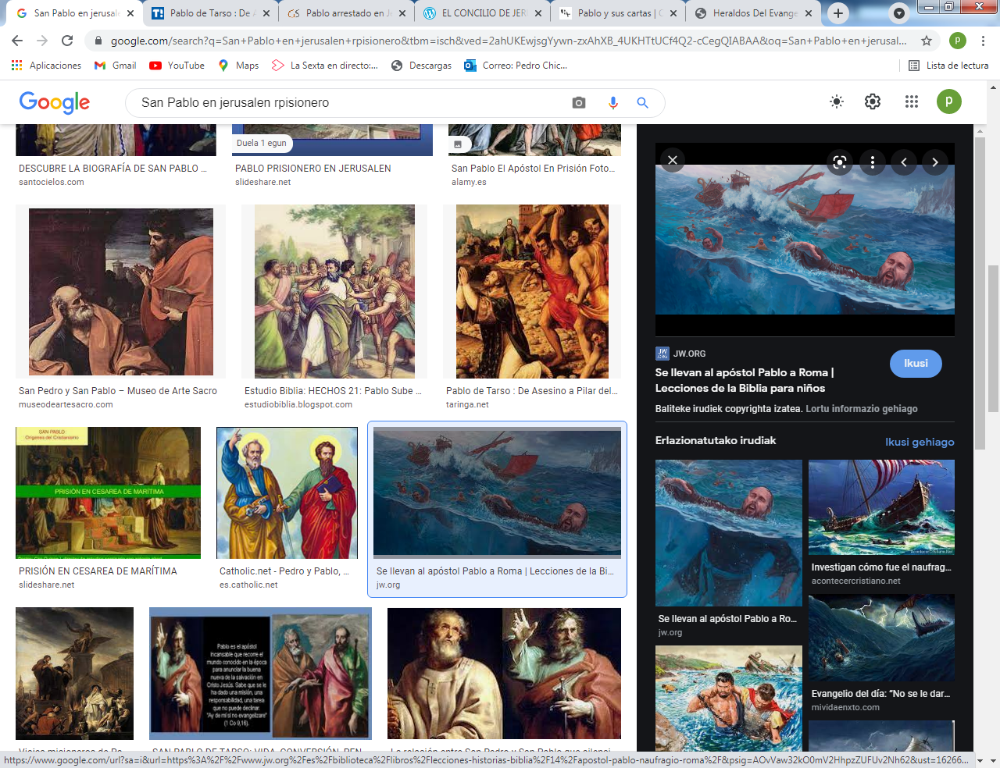 San Pablo en jerusale
Pablo de Tarso : De A
Pablo arrestado en Je
EL CONCILIO DE JER
Pablo y sus cartas | C
Heraldos Del Evange
google.com/search?q=San+Pablo+en+jerusalen+rpisionero&tbm=isch&ved=2ahUKEwjsgYywn-zxAhXB_4UKHTtUCf4Q2-cCegQIABAA&oq=San+Pablo+en+jerusal...
P
Aplicaciones
Gmail
YouTube
Maps
La Sexta en directo:...
Descargas
Correo: Pedro Chic...
Lista de lectura
Google
San Pablo en jerusalen rpisionero
p
Duela 1 egun
DESCUBRE LA BIOGRAFÍA DE SAN PABLO ...
santocielos.com
PABLO PRISIONERO EN JERUSALEN
slideshare.net
San Pablo El Apóstol En Prisión Foto...
alamy.es
San Pedro y San Pablo – Museo de Arte Sacro
museodeartesacro.com
Estudio Biblia: HECHOS 21: Pablo Sube ...
estudiobiblia.blogspot.com
Pablo de Tarso : De Asesino a Pilar del...
taringa.net
SAN PABLO:
Orígenes del Cristianismo
PRISIÓN EN CESAREA DE MARÍTIMA
PRISIÓN EN CESAREA DE MARÍTIMA
slideshare.net
Catholic.net - Pedro y Pablo, ...
es.catholic.net
Se llevan al apóstol Pablo a Roma | Lecciones de la Bi...
jw.org
Pablo es el apóstol
incansable que recorre el
mundo conocido en la época
para anunciar la buena
nueva de la salvación en
Cristo Jesús. Sabe que se le
ha dado una misión, una
responsabilidad, una tarea
que no puede declinar.
"Ay de mí si no evangelizare"
(1 Co 9,16).
Viajes misioneros de Pa
SAN PABLO DE TARSO: VIDA, CONVERSIÓN, PEN
La relación entre San Pedro y San Pablo que
JW.ORG
JW.ORG
Se llevan al apóstol Pablo a Roma |
Lecciones de la Biblia para niños
Ikusi
Baliteke irudiek copyrighta izatea. Lortu informazio gehiago
Erlazionatutako irudiak
Ikusi gehiago
Se llevan al apóstol Pablo a Ro...
jw.org
AcontecerCristiano.Net
Investigan cómo fue el naufrag...
acontecercristiano.net
Evangelio del día: “No se le dar...
mividaenxto.com
https://www.google.com/url?sa=i&url=https%3A%2F%2Fwww.jw.org%2Fes%2Fbiblioteca%2Flibros%2Flecciones-historias-biblia%2F14%2Fapostol-pablo-naufragio-roma%2F&psig=AOvVaw32kO0mV2HhpzZUFUv2Nh62&ust=16266...